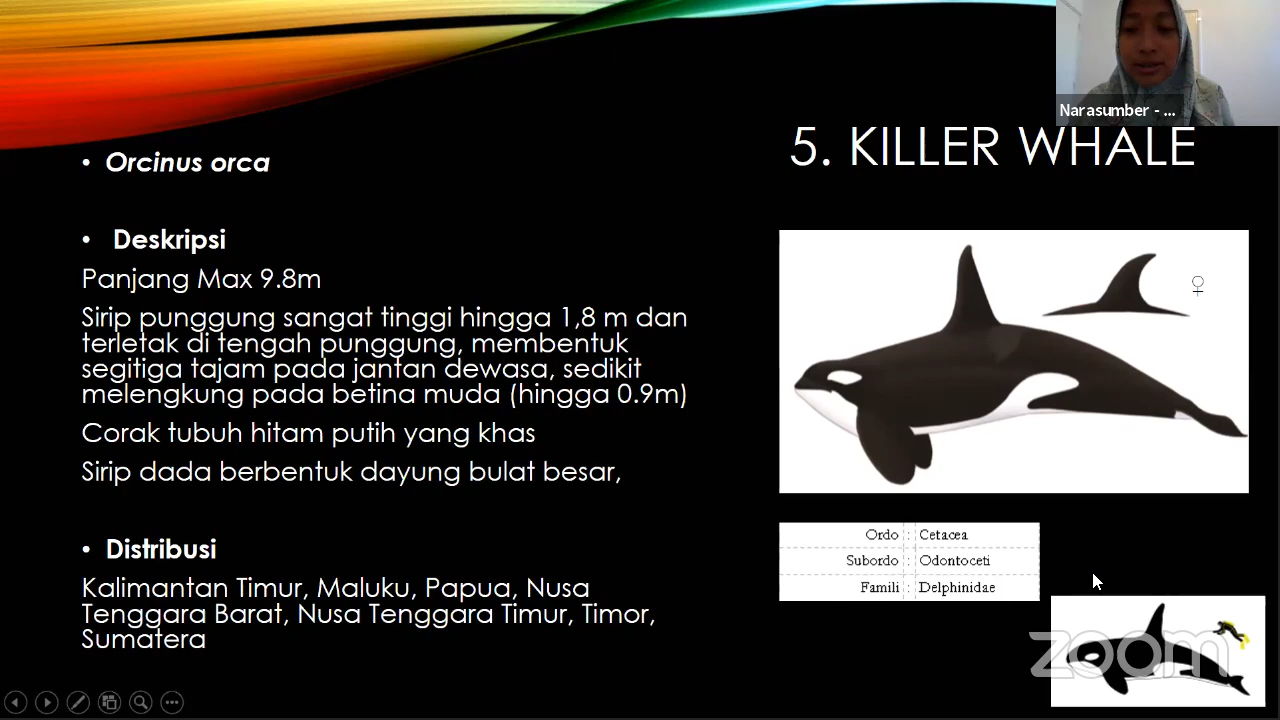 Narasumber - ...
5. KILLER WHALE
• Orcinus orca
• Deskripsi
Panjang Max 9.8m
Sirip punggung sangat tinggi hingga 1,8 m dan
terletak di tengah punggung, membentuk
segitiga tajam pada jantan dewasa, sedikit
melengkung pada betina muda (hingga 0.9m)
Corak tubuh hitam putih yang khas
Sirip dada berbentuk dayung bulat besar,
• Distribusi
Kalimantan Timur, Maluku, Papua, Nusa
Tenggara Barat, Nusa Tenggara Timur, Timor,
Sumatera
♀
Ordo : Cetacea
Subordo : Odontoceti
Famili : Delphinidae
zoom